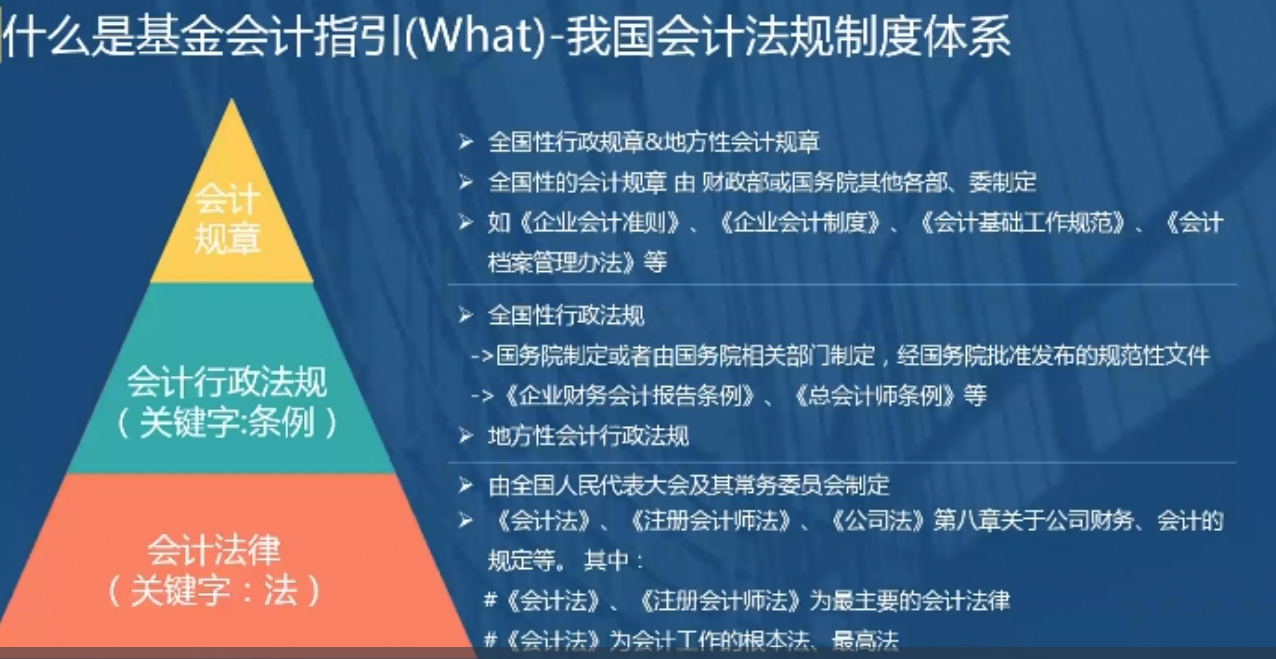 什么是基金会计指引(What)-我国会计法规制度体系
会计
规章
➢ 全国性行政规章&地方性会计规章
➢ 全国性的会计规章 由 财政部或国务院其他各部、委制定
➢ 如《企业会计准则》、《企业会计制度》、《会计基础工作规范》、《会计
档案管理办法》等
会计行政法规
（关键字:条例）
➢ 全国性行政法规
->国务院制定或者由国务院相关部门制定，经国务院批准发布的规范性文件
->《企业财务会计报告条例》、《总会计师条例》等
➢ 地方性会计行政法规
会计法律
（关键字：法）
➢ 由全国人民代表大会及其常务委员会制定
➢ 《会计法》、《注册会计师法》、《公司法》第八章关于公司财务、会计的
规定等。 其中：
#《会计法》、《注册会计师法》为最主要的会计法律
#《会计法》为会计工作的根本法、最高法